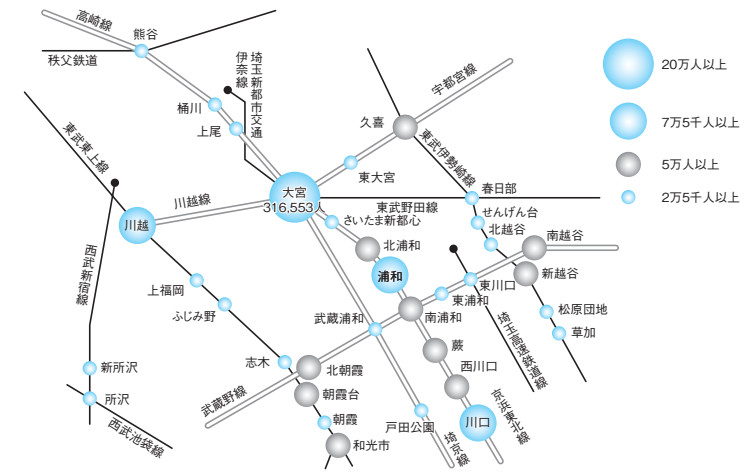 高崎線
熊谷
秩父鉄道
埼玉新都市交通
伊奈線
桶川
上尾
宇都宮線
久喜
東武伊勢崎線
東大宮
20万人以上
7万5千人以上
5万人以上
2万5千人以上
東武東上線
川越線
大宮
316,553人
東武野田線
春日部
さいたま新都心
せんげん台
川越
北浦和
北越谷
南越谷
西武新宿線
浦和
新越谷
上福岡
東川口
ふじみ野
東浦和
武蔵浦和
南浦和
埼玉高速鉄道線
松原団地
草加
蕨
志木
北朝霞
西川口
新所沢
朝霞台
所沢
武蔵野線
京浜東北線
西武池袋線
朝霞
戸田公園
川口
和光市
埼京線